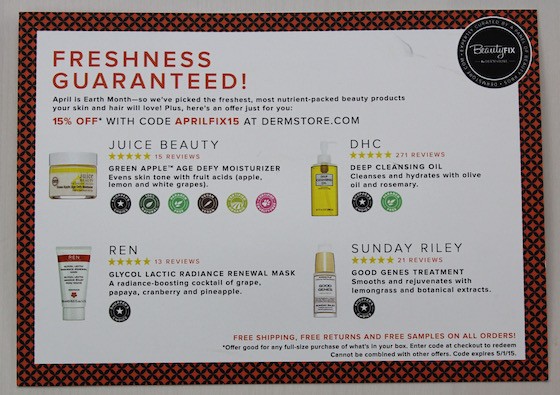 FRESHNESS
GUARANTEED!
April is Earth Month—so we've picked the freshest, most nutrient-packed beauty products
your skin and hair will love! Plus, here's an offer just for you:
15% OFF* WITH CODE APRILFIX15 AT DERMSTORE.COM
BeautyFIX
JUICE BEAUTY
15 REVIEWS
GREEN APPLE™ AGE DEFY MOISTURIZER
Evens skin tone with fruit acids (apple,
lemon and white grapes).
DHC
271 REVIEWS
DEEP CLEANSING OIL
Cleanses and hydrates with olive
oil and rosemary.
REN
13 REVIEWS
GLYCOL LACTIC RADIANCE RENEWAL MASK
A radiance-boosting cocktail of grape,
papaya, cranberry and pineapple.
SUNDAY RILEY
21 REVIEWS
GOOD GENES TREATMENT
Smooths and rejuvenates with
lemongrass and botanical extracts.
juice
REN
GOOD
GENES
FREE SHIPPING, FREE RETURNS AND FREE SAMPLES ON ALL ORDERS!
*Offer good for any full-size purchase of what's in your box. Enter code at checkout to redeem
Cannot be combined with other offers. Code expires 5/1/15.